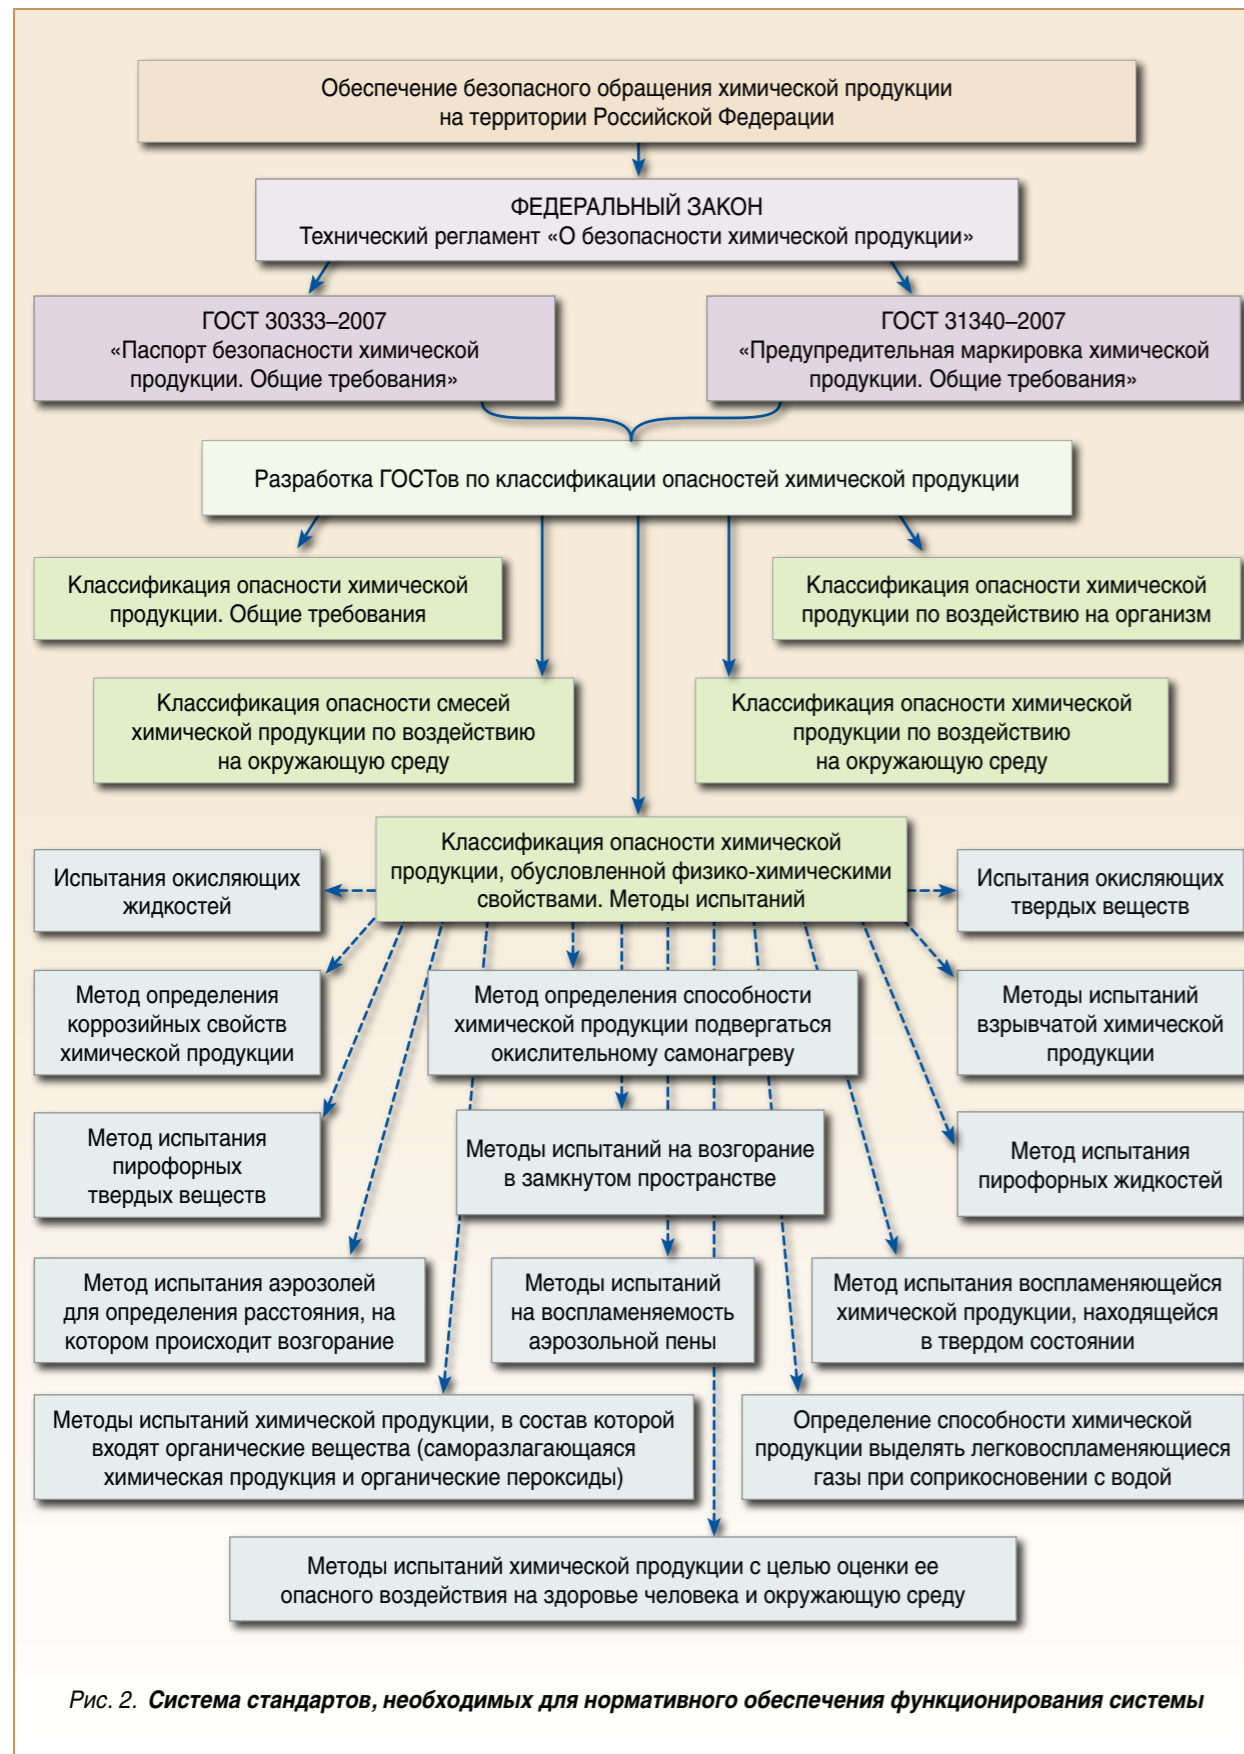 Обеспечение безопасного обращения химической продукции
на территории Российской Федерации
ФЕДЕРАЛЬНЫЙ ЗАКОН
Технический регламент «О безопасности химической продукции»
ГОСТ 30333–2007
«Паспорт безопасности химической
продукции. Общие требования»
ГОСТ 31340–2007
«Предупредительная маркировка химической
продукции. Общие требования»
Разработка ГОСТов по классификации опасностей химической продукции
Классификация опасности химической
продукции. Общие требования
Классификация опасности химической
продукции по воздействию на организм
Классификация опасности смесей
химической продукции по воздействию
на окружающую среду
Классификация опасности химической
продукции по воздействию
на окружающую среду
Классификация опасности химической
продукции, обусловленной физико-химическими
свойствами. Методы испытаний
Испытания окисляющих
жидкостей
Испытания окисляющих
твердых веществ
Метод определения
коррозийных свойств
химической продукции
Метод определения способности
химической продукции подвергаться
окислительному самонагреву
Методы испытаний
взрывчатой химической
продукции
Метод испытания
пирофорных
твердых веществ
Методы испытаний на возгорание
в замкнутом пространстве
Метод испытания
пирофорных жидкостей
Метод испытания аэрозолей
для определения расстояния, на
котором происходит возгорание
Методы испытаний
на воспламеняемость
аэрозольной пены
Метод испытания воспламеняющейся
химической продукции, находящейся
в твердом состоянии
Методы испытаний химической продукции, в состав которой
входят органические вещества (саморазлагающаяся
химическая продукция и органические пероксиды)
Определение способности химической
продукции выделять легковоспламеняющиеся
газы при соприкосновении с водой
Методы испытаний химической продукции с целью оценки ее
опасного воздействия на здоровье человека и окружающую среду
Рис. 2. Система стандартов, необходимых для нормативного обеспечения функционирования системы